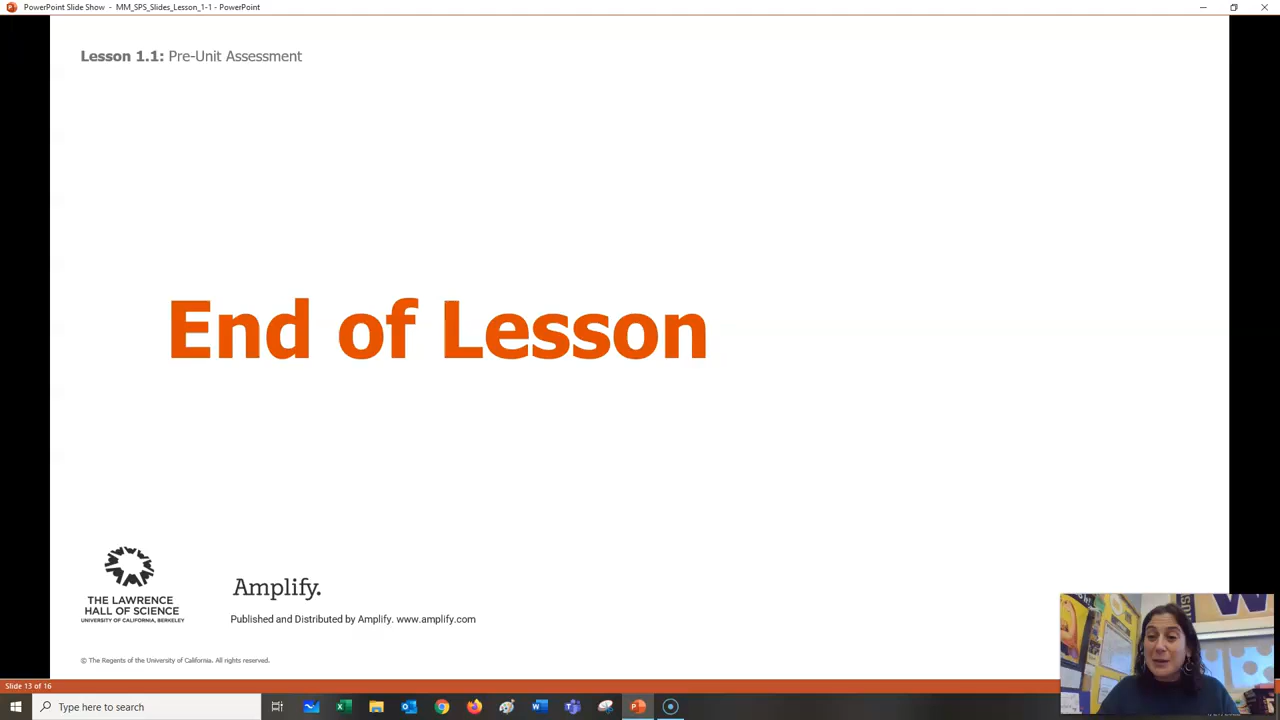 PowerPoint Slide Show - MM_SPS_Slides_Lesson_1-1 - PowerPoint
Lesson 1.1: Pre-Unit Assessment
End of Lesson
THE LAWRENCE
HALL OF SCIENCE
UNIVERSITY OF CALIFORNIA, BERKELEY
Amplify.
Published and Distributed by Amplify. www.amplify.com
© The Regents of the University of California. All rights reserved.
Slide 13 of 16
Type here to search